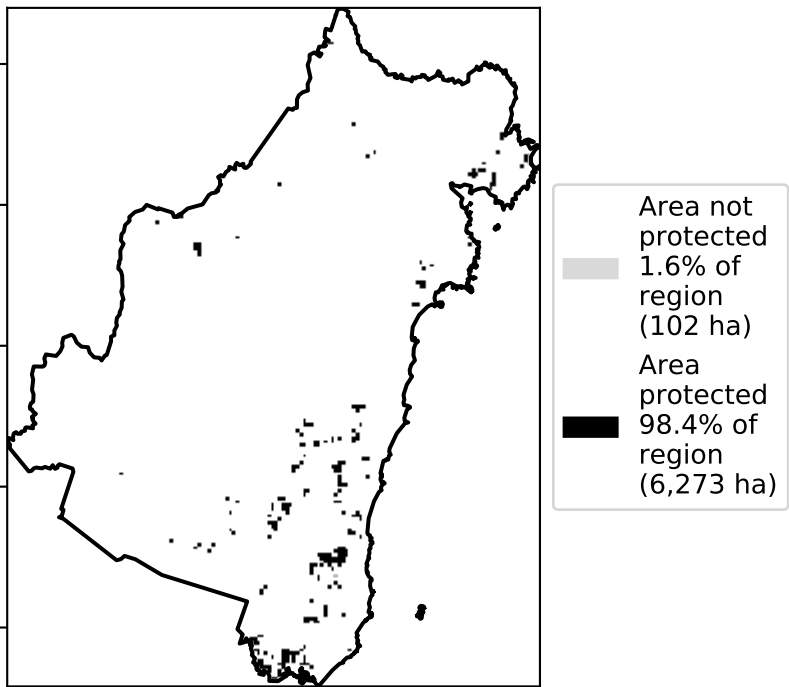 Area not
protected
1.6% of
region
(102 ha)
Area
protected
98.4% of
region
(6,273 ha)